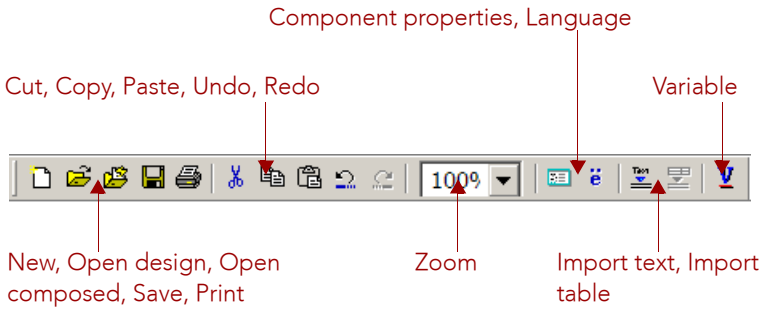 Component properties, Language
Cut, Copy, Paste, Undo, Redo
Variable
100%
ë
Text
V
New, Open design, Open
composed, Save, Print
Zoom
Import text, Import
table